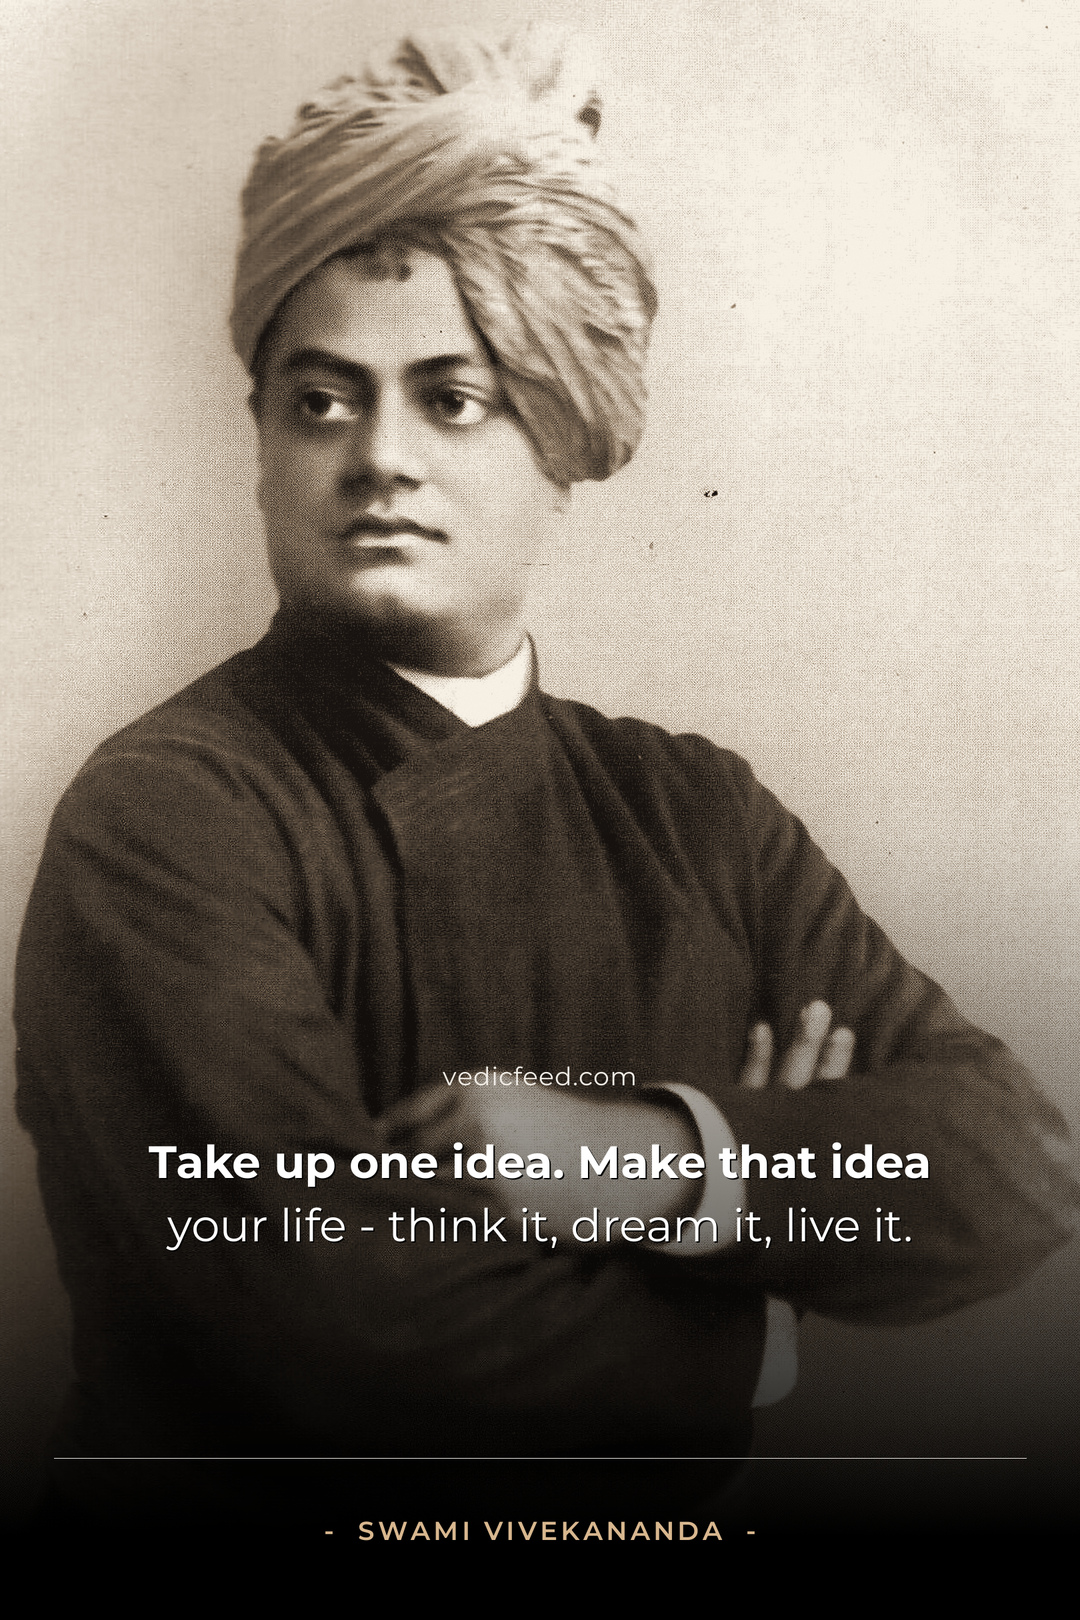 vedicfeed.com
Take up one idea. Make that idea
your life - think it, dream it, live it.
- SWAMI VIVEKANANDA -